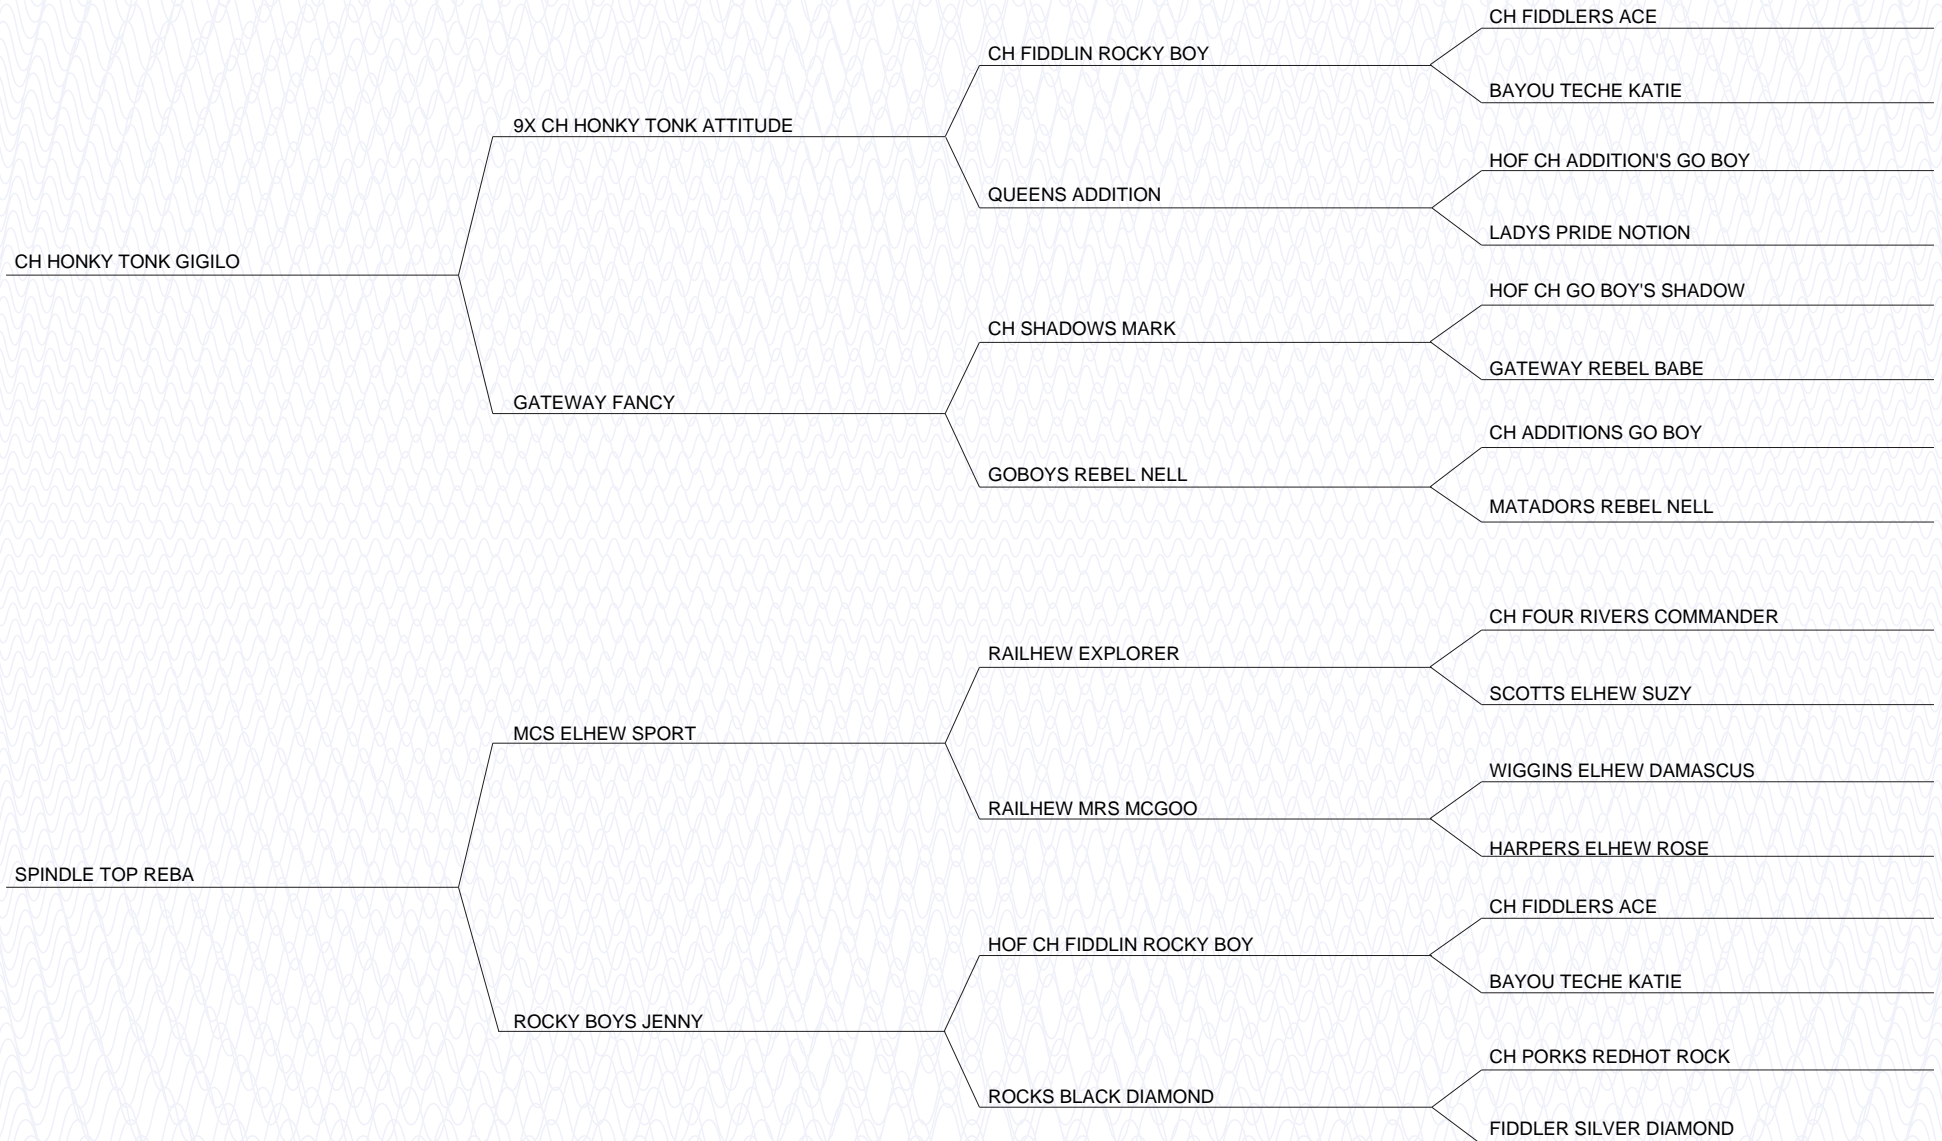 CH FIDDLERS ACE
CH FIDDLIN ROCKY BOY
BAYOU TECHE KATIE
9X CH HONKY TONK ATTITUDE
HOF CH ADDITION'S GO BOY
QUEENS ADDITION
LADYS PRIDE NOTION
CH HONKY TONK GIGILO
HOF CH GO BOY'S SHADOW
CH SHADOWS MARK
GATEWAY REBEL BABE
GATEWAY FANCY
CH ADDITIONS GO BOY
GOBOYS REBEL NELL
MATADORS REBEL NELL
CH FOUR RIVERS COMMANDER
RAILHEW EXPLORER
SCOTTS ELHEW SUZY
MCS ELHEW SPORT
WIGGINS ELHEW DAMASCUS
RAILHEW MRS MCGOO
HARPERS ELHEW ROSE
SPINDLE TOP REBA
CH FIDDLERS ACE
HOF CH FIDDLIN ROCKY BOY
BAYOU TECHE KATIE
ROCKY BOYS JENNY
CH PORKS REDHOT ROCK
ROCKS BLACK DIAMOND
FIDDLER SILVER DIAMOND